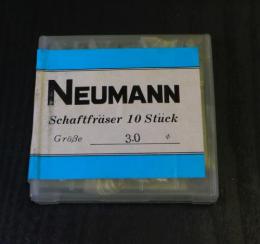 NEUMANN
Schaftfräser 10 Stück
Größe 3.0 ¢